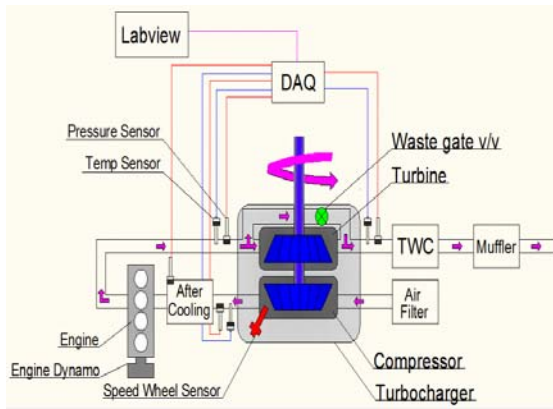 Labview
DAQ
Pressure Sensor
Temp Sensor
Waste gate v/v
Turbine
TWC
Muffler
After
Cooling
Air
Filter
Engine
Engine Dynamo
Speed Wheel Sensor
Compressor
Turbocharger